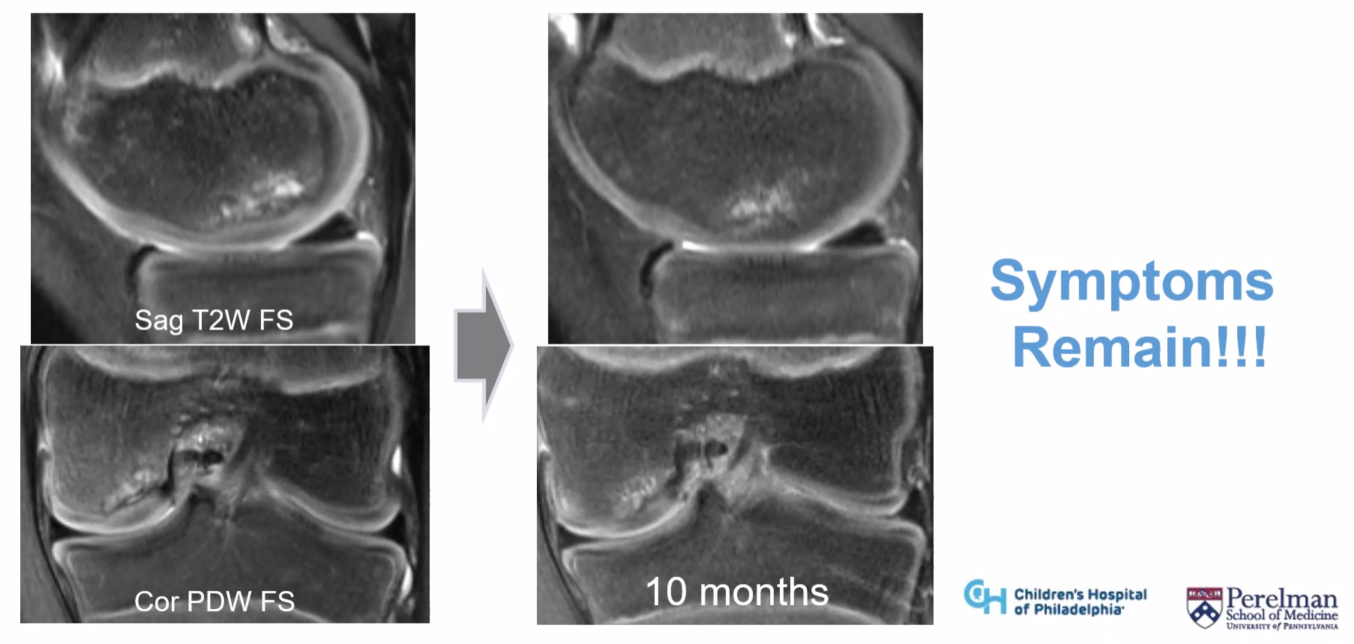 Sag T2W FS
Cor PDW FS
10 months
Symptoms
Remain!!!
CH Children's Hospital
of Philadelphia
Perelman
School of Medicine
UNIVERSITY of PENNSYLVANIA